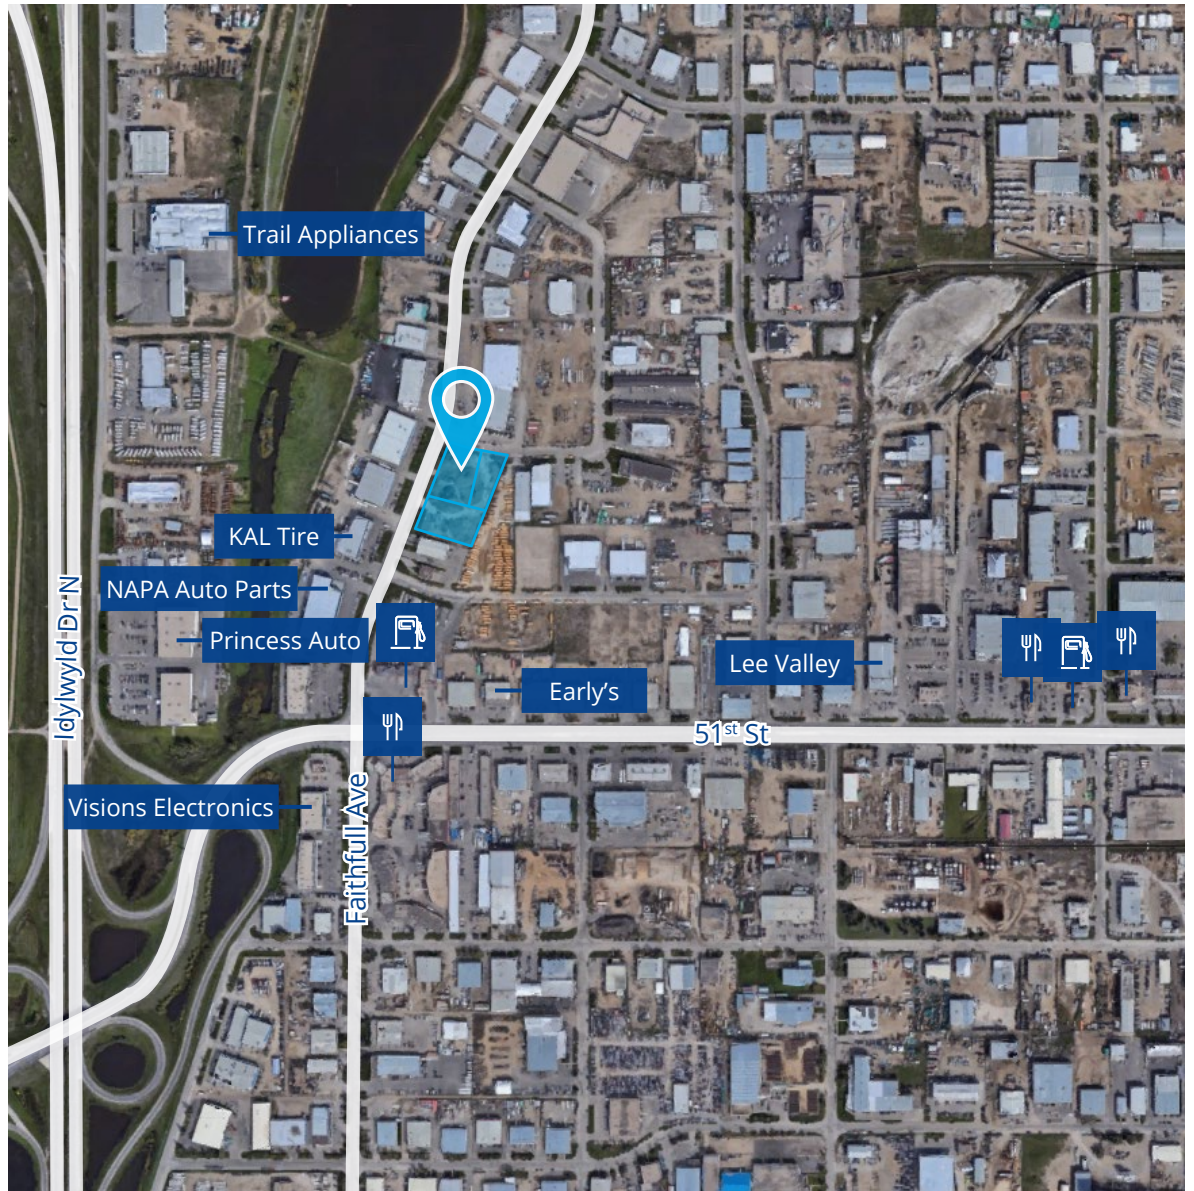 Trail Appliances
KAL Tire
NAPA Auto Parts
Princess Auto
Early's
Lee Valley
51st St
Idylwyld Dr N
Visions Electronics
Faithfull Ave